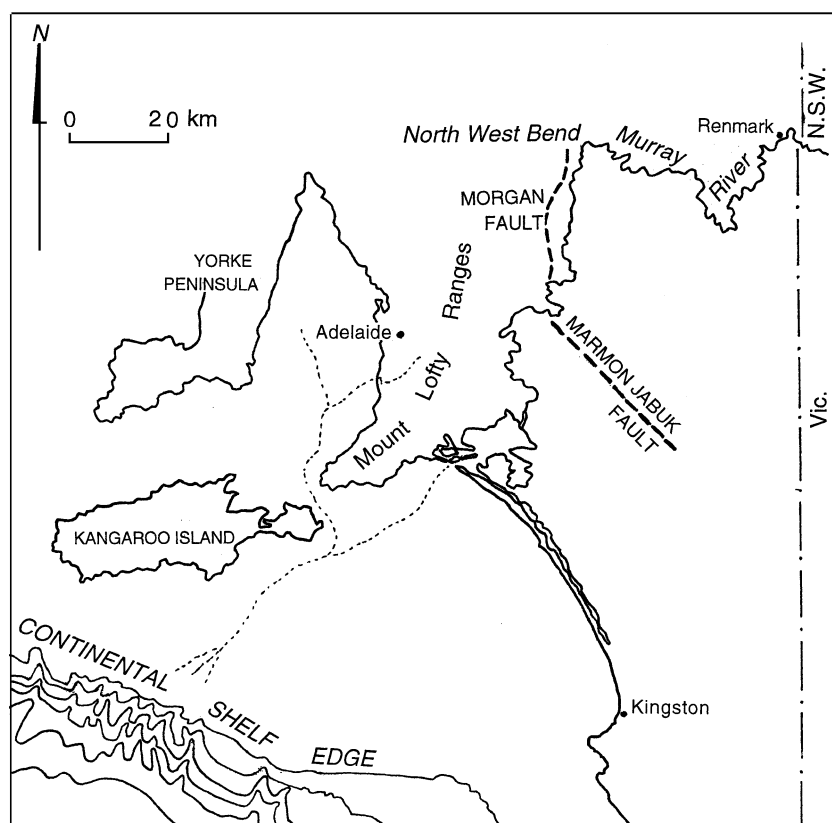 N
0 20 km
North West Bend
Murray
River
Renmark
N.S.W.
MORGAN
FAULT
YORKE
PENINSULA
Ranges
Adelaide
Lofty
Mount
MARMON JABUK
FAULT
Vic.
KANGAROO ISLAND
CONTINENTAL
SHELF
EDGE
Kingston